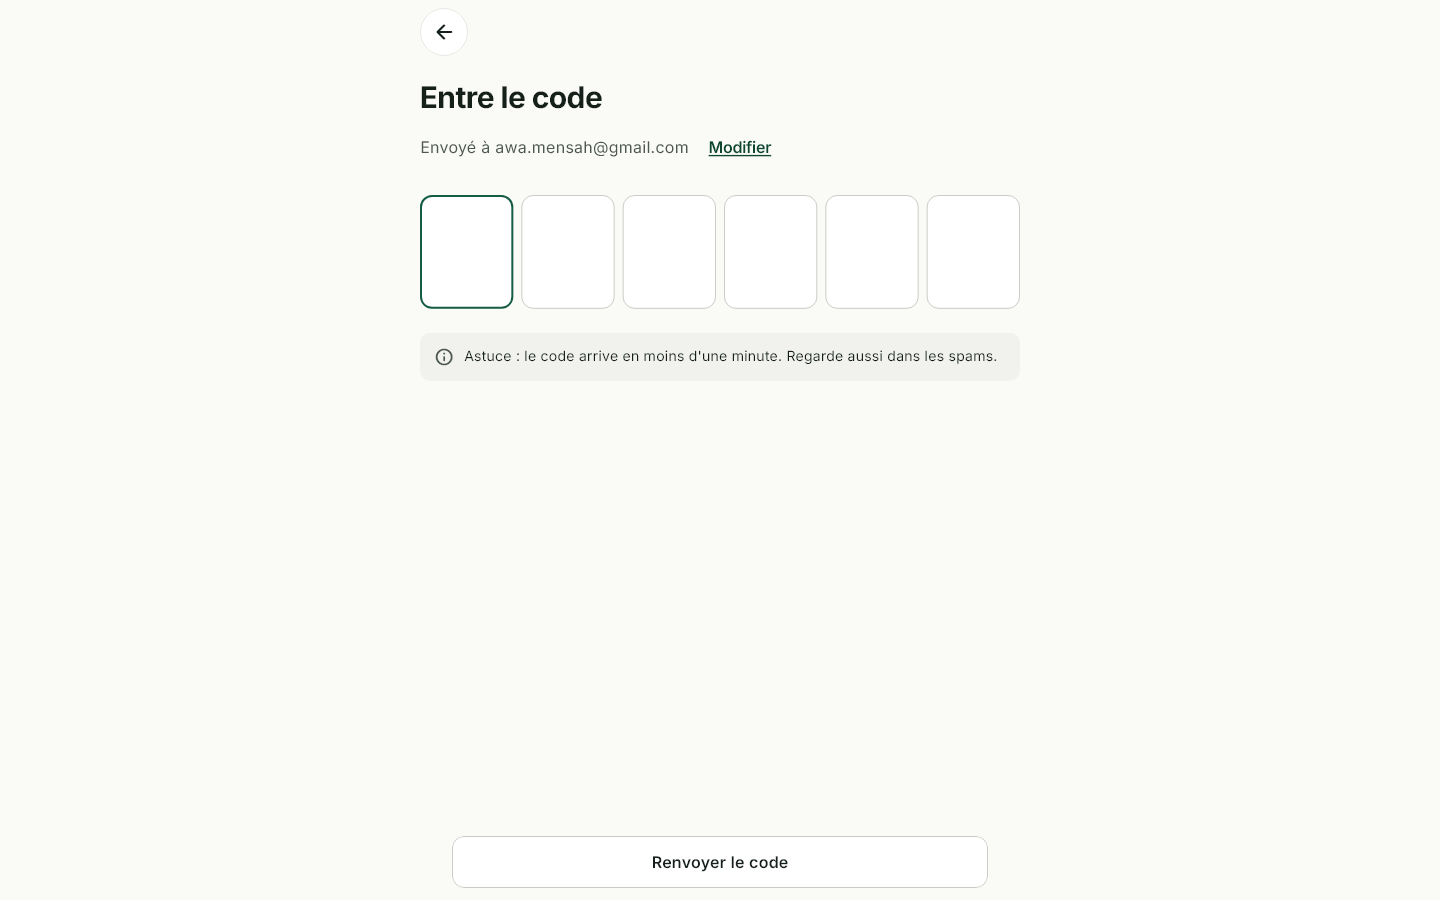 Entre le code
Envoyé à awa.mensah@gmail.com Modifier
Astuce : le code arrive en moins d'une minute. Regarde aussi dans les spams.
Renvoyer le code